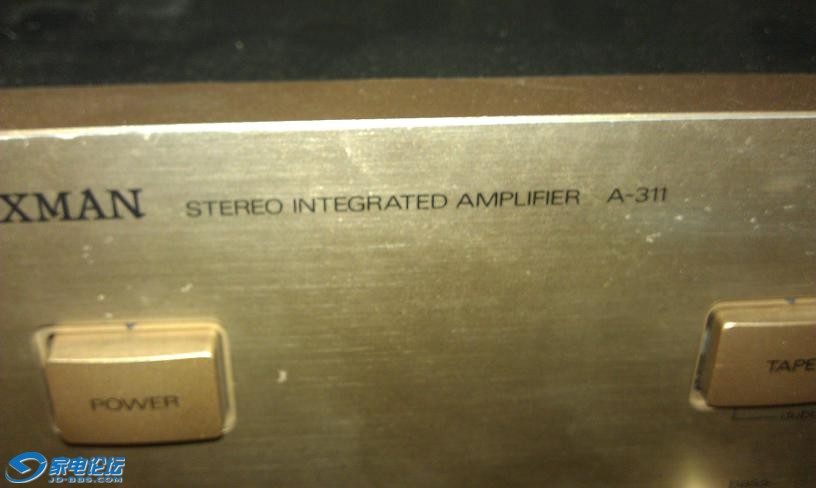 XMAN STEREO INTEGRATED AMPLIFIER A-311
POWER
TAPE
家电论坛
JD-BBS.COM